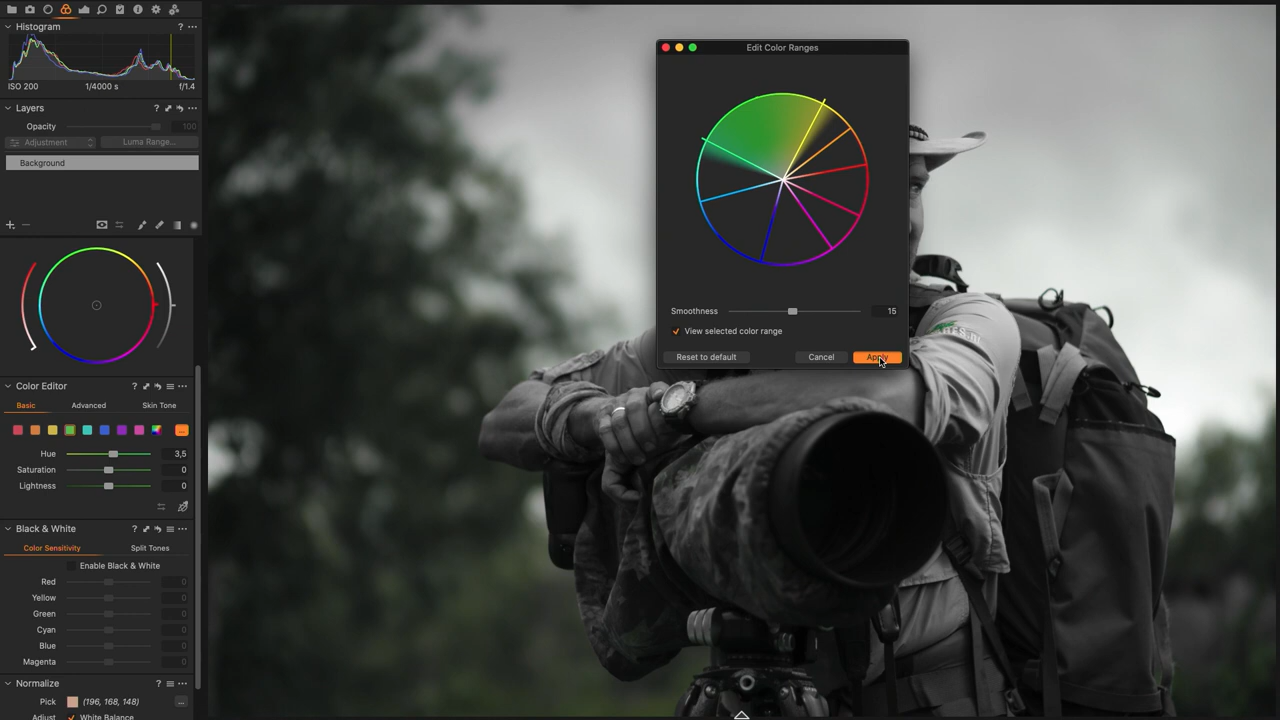 Histogram
?
ISO 200 1/4000 s f/1.4
Layers
?
Opacity 100
Adjustment Luma Range...
Background
Color Editor
?
Basic Advanced Skin Tone
Hue 3,5
Saturation 0
Lightness 0
Black & White
?
Color Sensitivity Split Tones
Enable Black & White
Red 0
Yellow 0
Green 0
Cyan 0
Blue 0
Magenta 0
Normalize
?
Pick (196, 168, 148) ...
Adjust White Balance
Edit Color Ranges
Smoothness 15
View selected color range
Reset to default Cancel Apply